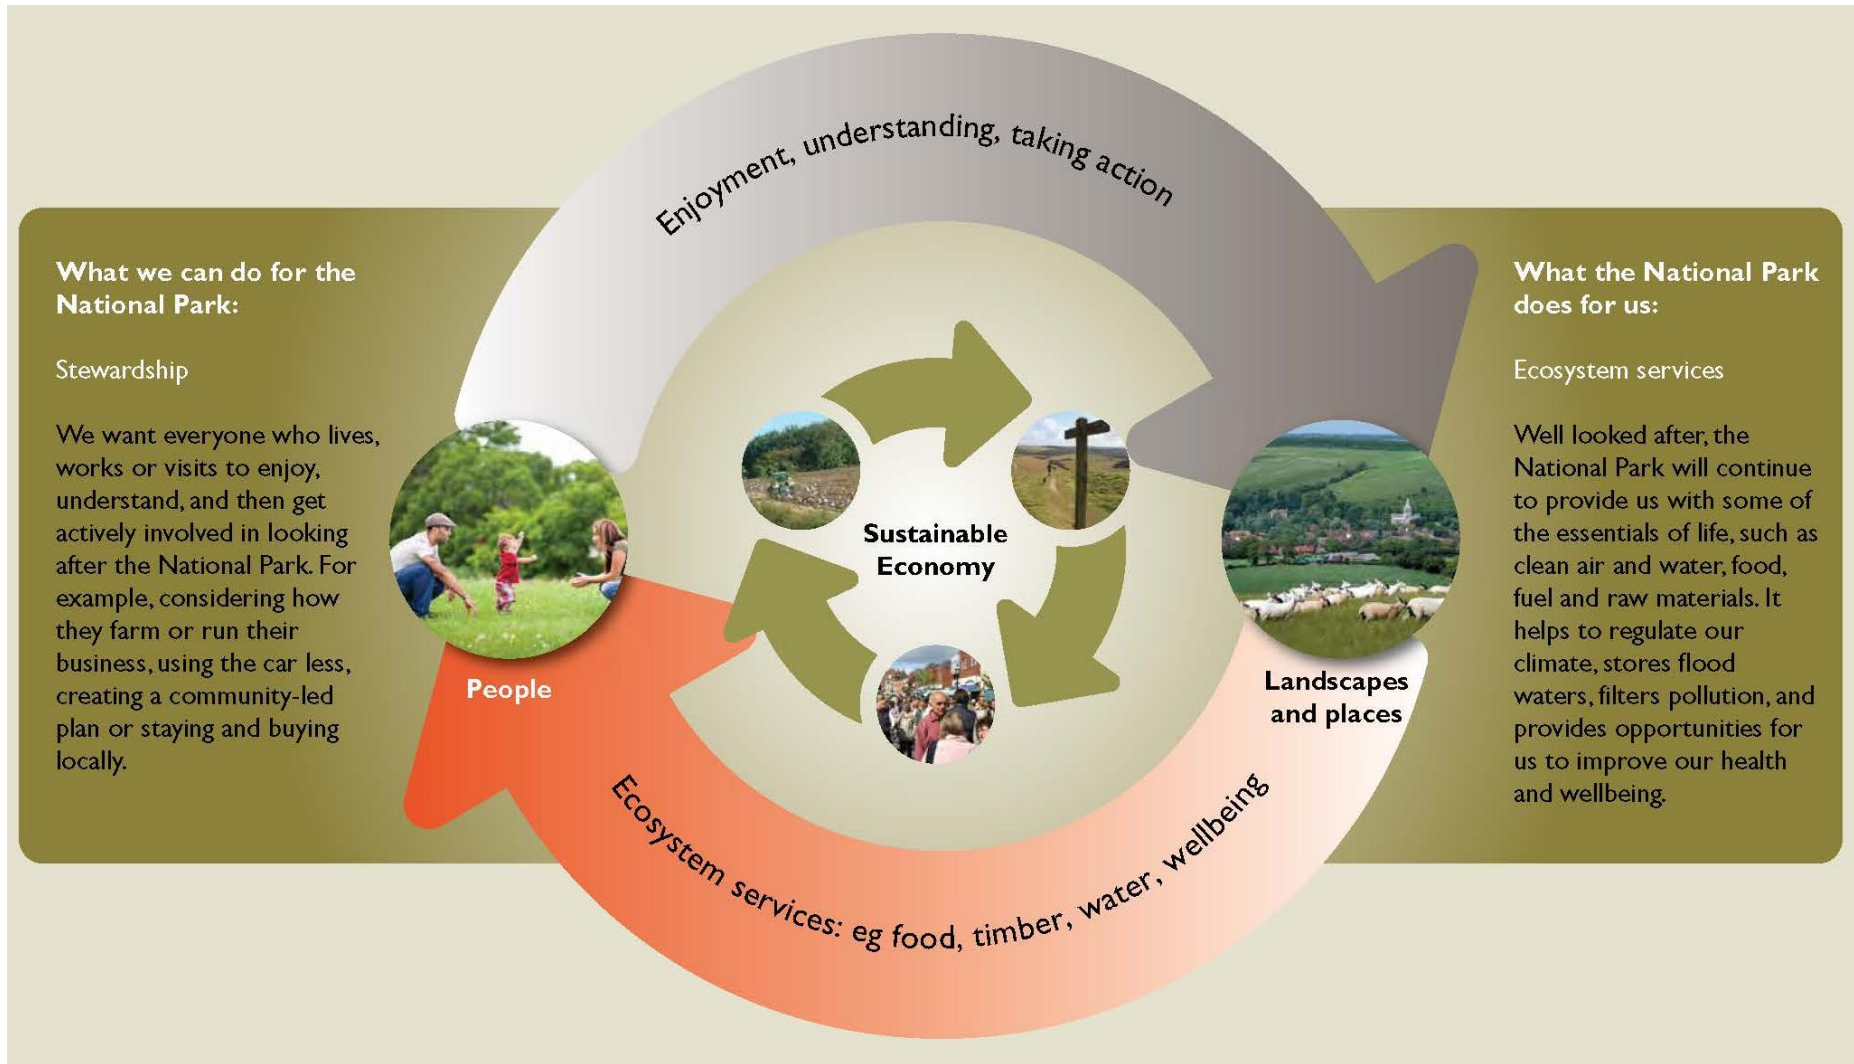 Enjoyment, understanding, taking action
What we can do for the
National Park:
Stewardship
We want everyone who lives,
works or visits to enjoy,
understand, and then get
actively involved in looking
after the National Park. For
example, considering how
they farm or run their
business, using the car less,
creating a community-led
plan or staying and buying
locally.
People
Sustainable
Economy
Landscapes
and places
Ecosystem services: eg food, timber, water, wellbeing
What the National Park
does for us:
Ecosystem services
Well looked after, the
National Park will continue
to provide us with some of
the essentials of life, such as
clean air and water, food,
fuel and raw materials. It
helps to regulate our
climate, stores flood
waters, filters pollution, and
provides opportunities for
us to improve our health
and wellbeing.